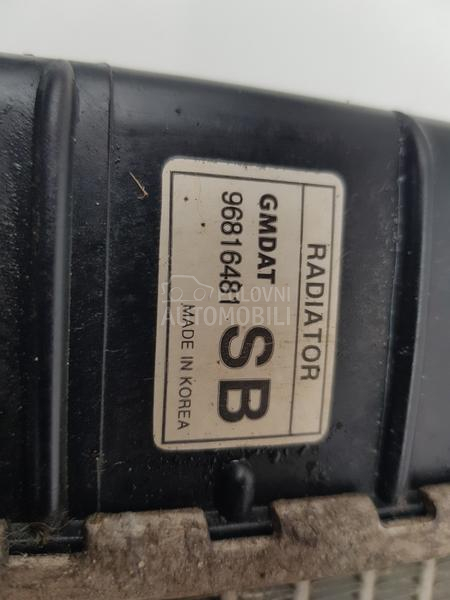 RADIATOR
GMDAT
96816481
SB
MADE IN KOREA
POLOVNI
AUTOMOBILI